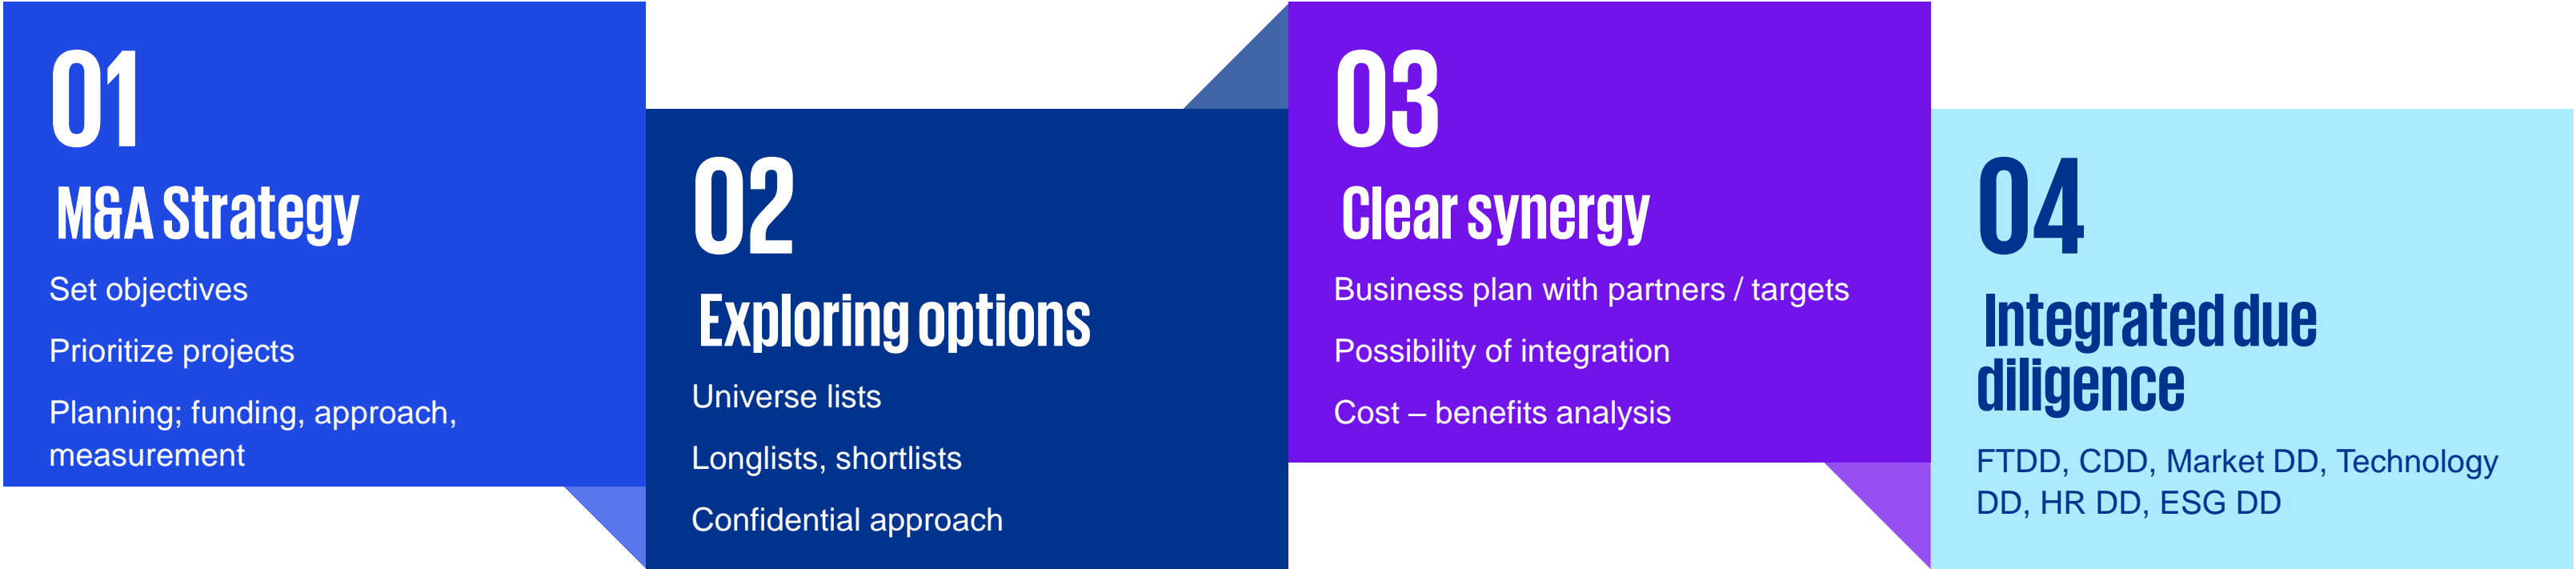 01
M&A Strategy
Set objectives
Prioritize projects
Planning; funding, approach,
measurement
02
Exploring options
Universe lists
Longlists, shortlists
Confidential approach
03
Clear synergy
Business plan with partners / targets
Possibility of integration
Cost – benefits analysis
04
Integrated due
diligence
FTDD, CDD, Market DD, Technology
DD, HR DD, ESG DD